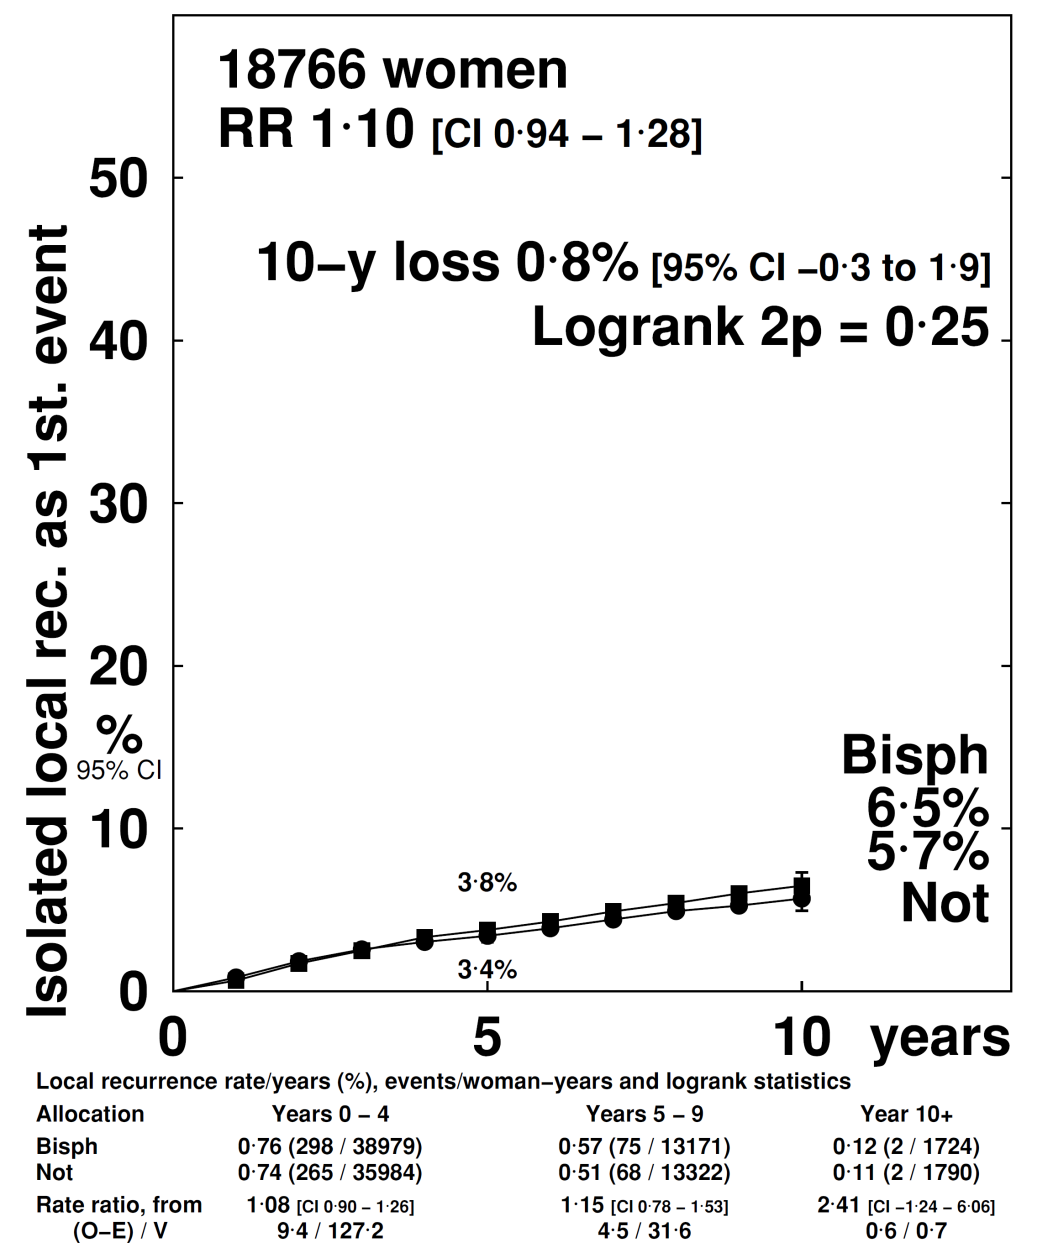 18766 women
RR 1·10 [CI 0·94 – 1·28]
10–y loss 0·8% [95% CI –0·3 to 1·9]
Logrank 2p = 0·25
Isolated local rec. as 1st. event
50
40
30
20
%
95% CI
10
0
Bisph
6·5%
5·7%
Not
3·8%
3·4%
0 5 10 years
Local recurrence rate/years (%), events/woman–years and logrank statistics
Allocation Years 0 – 4 Years 5 – 9 Year 10+
Bisph 0·76 (298 / 38979) 0·57 (75 / 13171) 0·12 (2 / 1724)
Not 0·74 (265 / 35984) 0·51 (68 / 13322) 0·11 (2 / 1790)
Rate ratio, from 1·08 [CI 0·90 – 1·26] 1·15 [CI 0·78 – 1·53] 2·41 [CI –1·24 – 6·06]
(O–E) / V 9·4 / 127·2 4·5 / 31·6 0·6 / 0·7